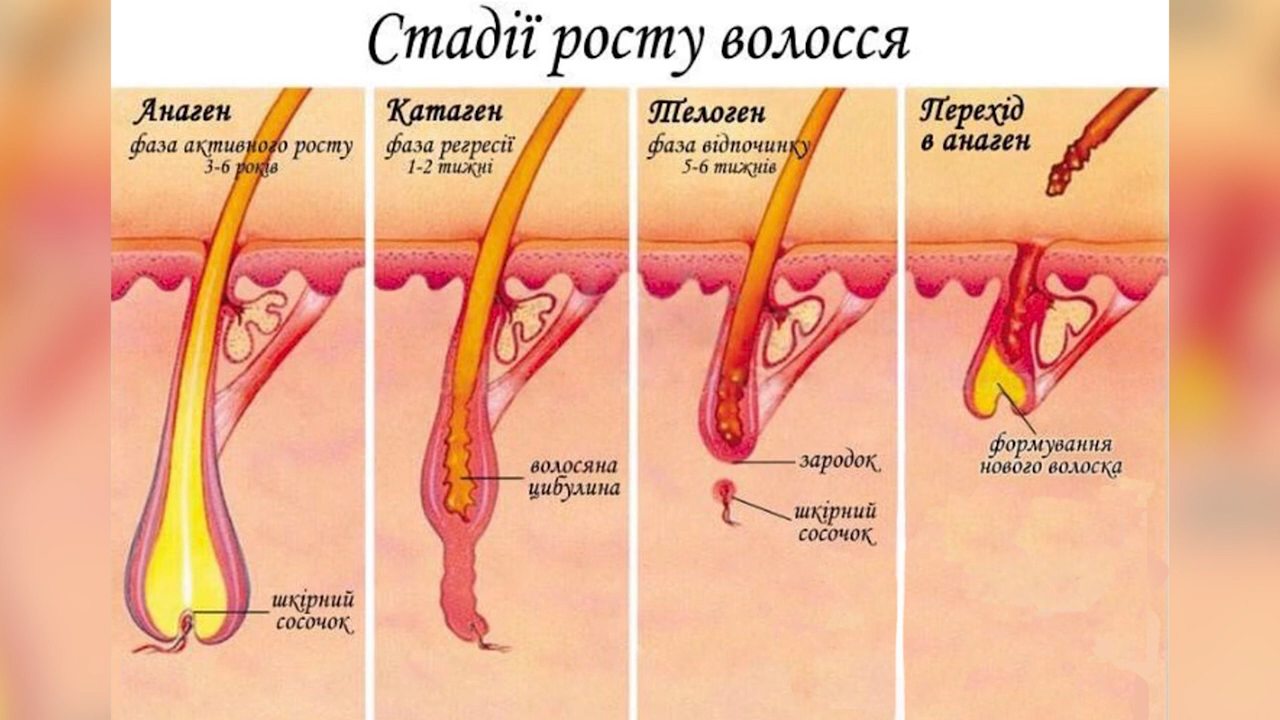 Стадії росту волосся
Анаген
фаза активного росту
3-6 років
шкірний
сосочок
Катаген
фаза регресії
1-2 тижні
волосяна
цибулина
Телоген
фаза відпочинку
5-6 тижнів
зародок
шкірний
сосочок
Перехід
в анаген
формування
нового волоска